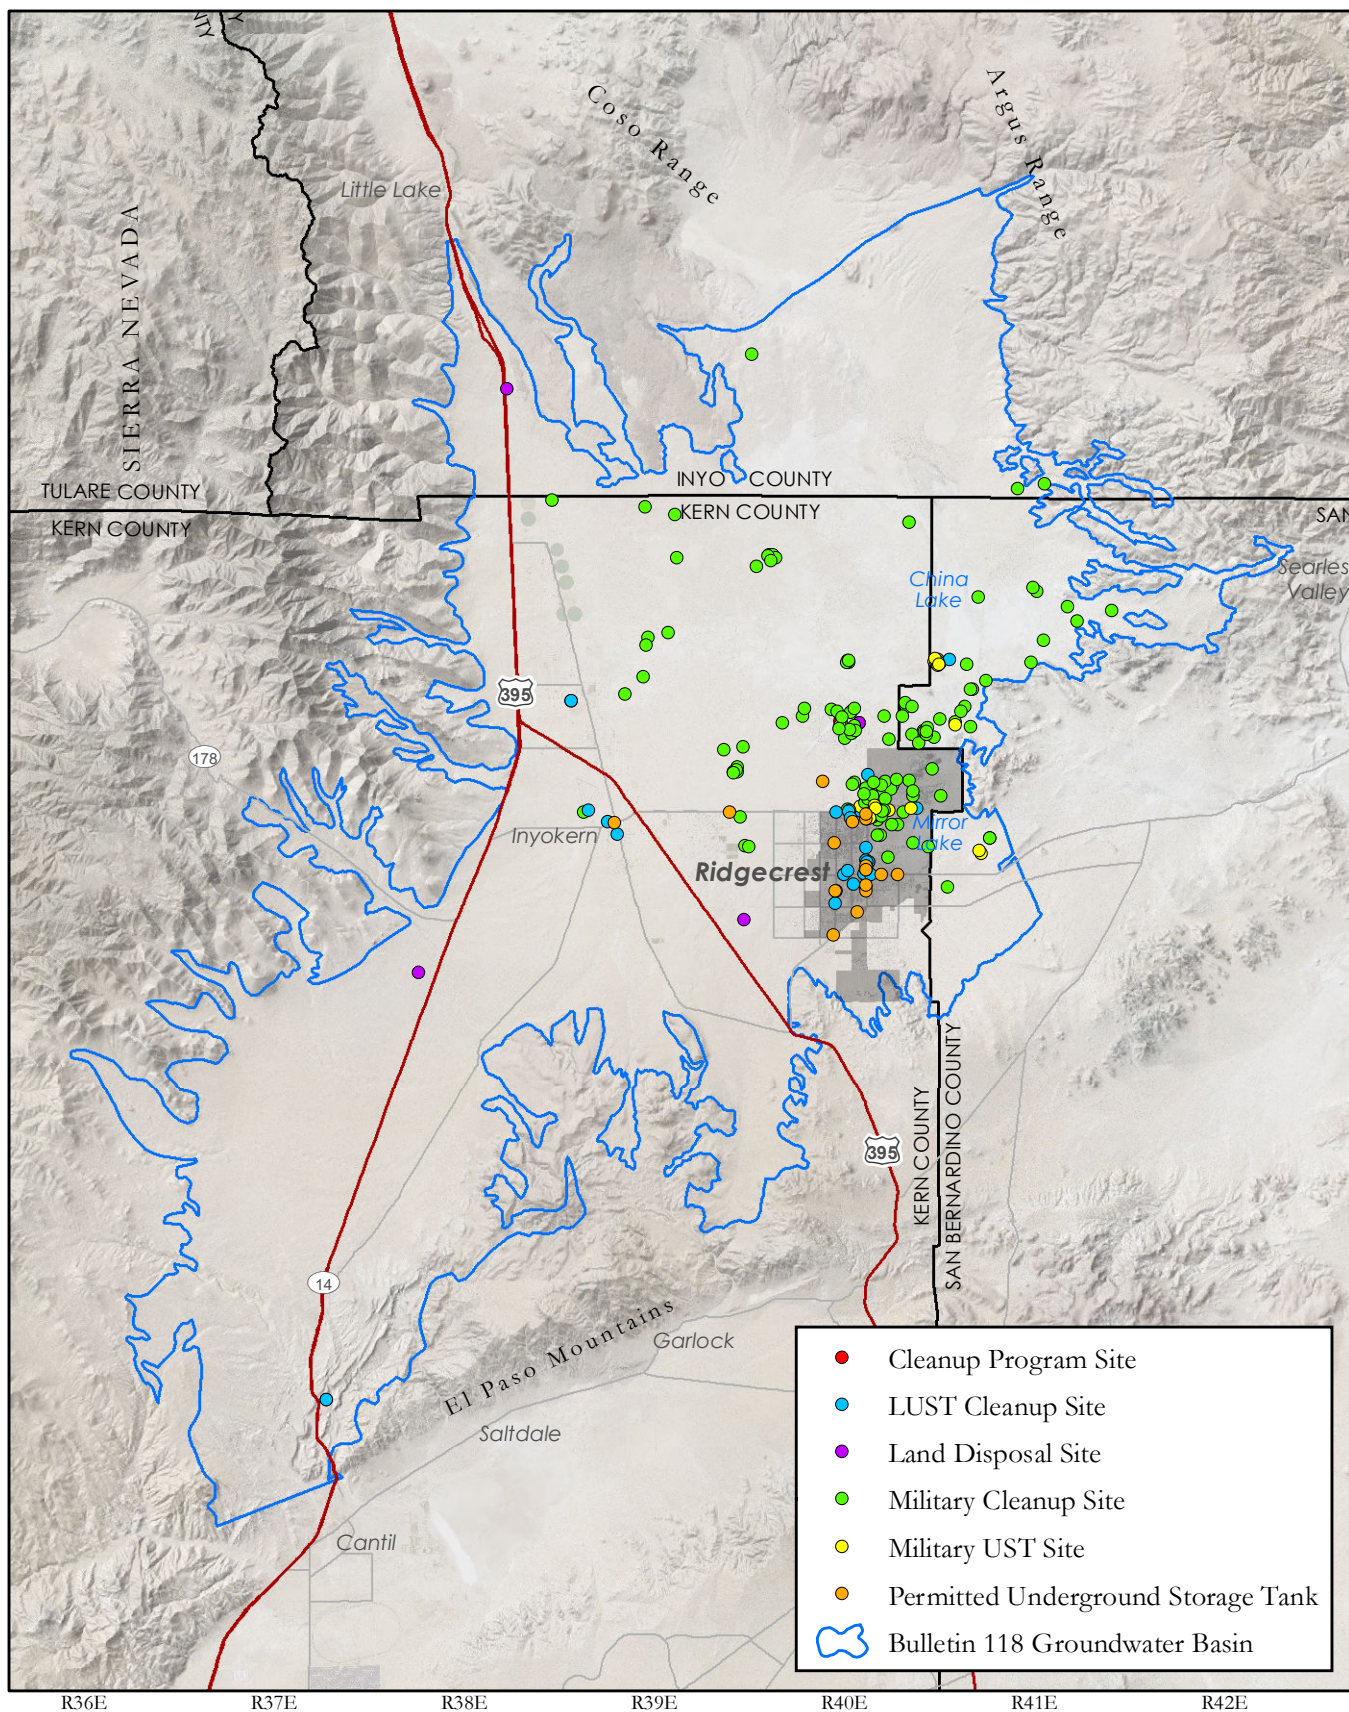 COUNTY
Coso Range
Argus Range
Little Lake
SIERRA NEVADA
TULARE COUNTY
KERN COUNTY
INYO COUNTY
KERN COUNTY
SAN
China
Lake
Searles
Valley
395
178
Inyokern
Mirror
Lake
Ridgecrest
395
KERN COUNTY
SAN BERNARDINO COUNTY
14
El Paso Mountains
Garlock
Saltdale
Cantil
Cleanup Program Site
LUST Cleanup Site
Land Disposal Site
Military Cleanup Site
Military UST Site
Permitted Underground Storage Tank
Bulletin 118 Groundwater Basin
R36E R37E R38E R39E R40E R41E R42E